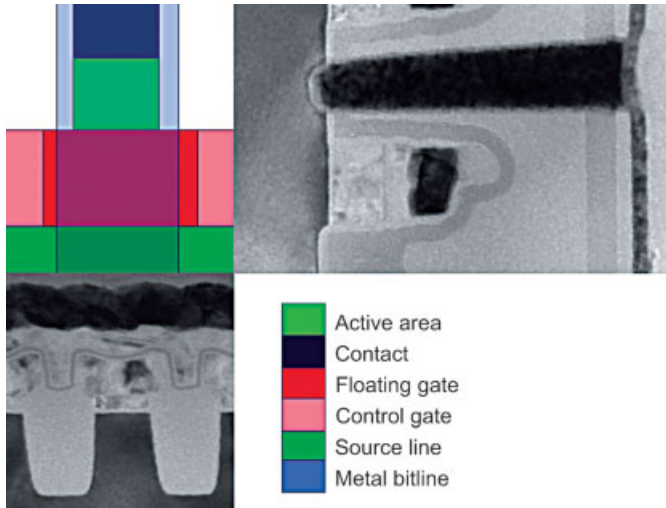 Active area
Contact
Floating gate
Control gate
Source line
Metal bitline